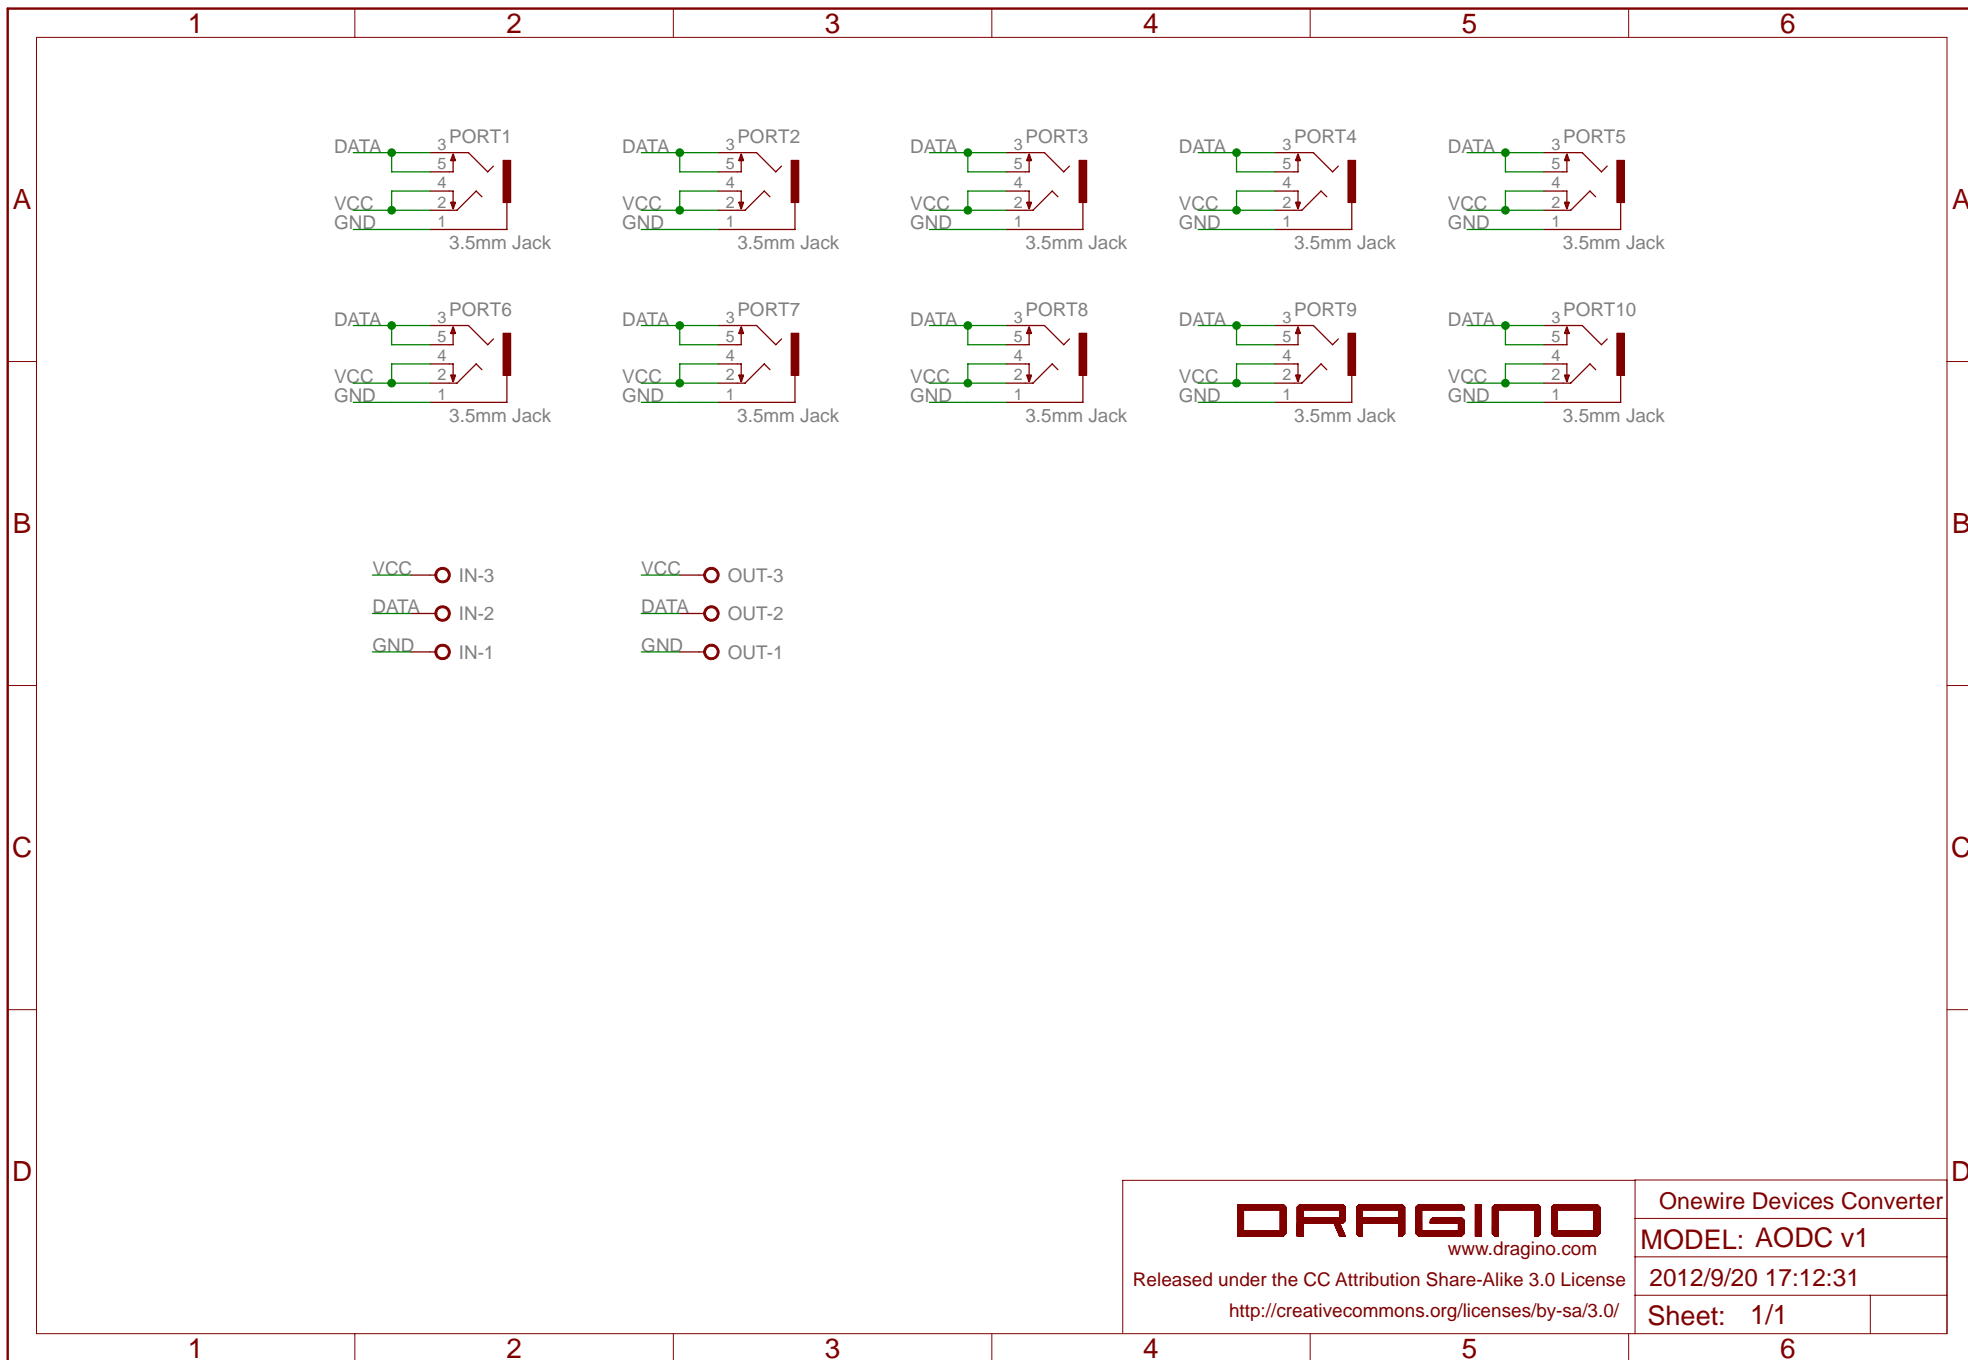 1 2 3 4 5 6
A A
DATA 3 PORT1
5
4
VCC 2
GND 1
3.5mm Jack
DATA 3 PORT2
5
4
VCC 2
GND 1
3.5mm Jack
DATA 3 PORT3
5
4
VCC 2
GND 1
3.5mm Jack
DATA 3 PORT4
5
4
VCC 2
GND 1
3.5mm Jack
DATA 3 PORT5
5
4
VCC 2
GND 1
3.5mm Jack
DATA 3 PORT6
5
4
VCC 2
GND 1
3.5mm Jack
DATA 3 PORT7
5
4
VCC 2
GND 1
3.5mm Jack
DATA 3 PORT8
5
4
VCC 2
GND 1
3.5mm Jack
DATA 3 PORT9
5
4
VCC 2
GND 1
3.5mm Jack
DATA 3 PORT10
5
4
VCC 2
GND 1
3.5mm Jack
B B
VCC IN-3
DATA IN-2
GND IN-1
VCC OUT-3
DATA OUT-2
GND OUT-1
C C
D D
DRAGINO
www.dragino.com
Released under the CC Attribution Share-Alike 3.0 License
http://creativecommons.org/licenses/by-sa/3.0/
Onewire Devices Converter
MODEL: AODC v1
2012/9/20 17:12:31
Sheet: 1/1
1 2 3 4 5 6